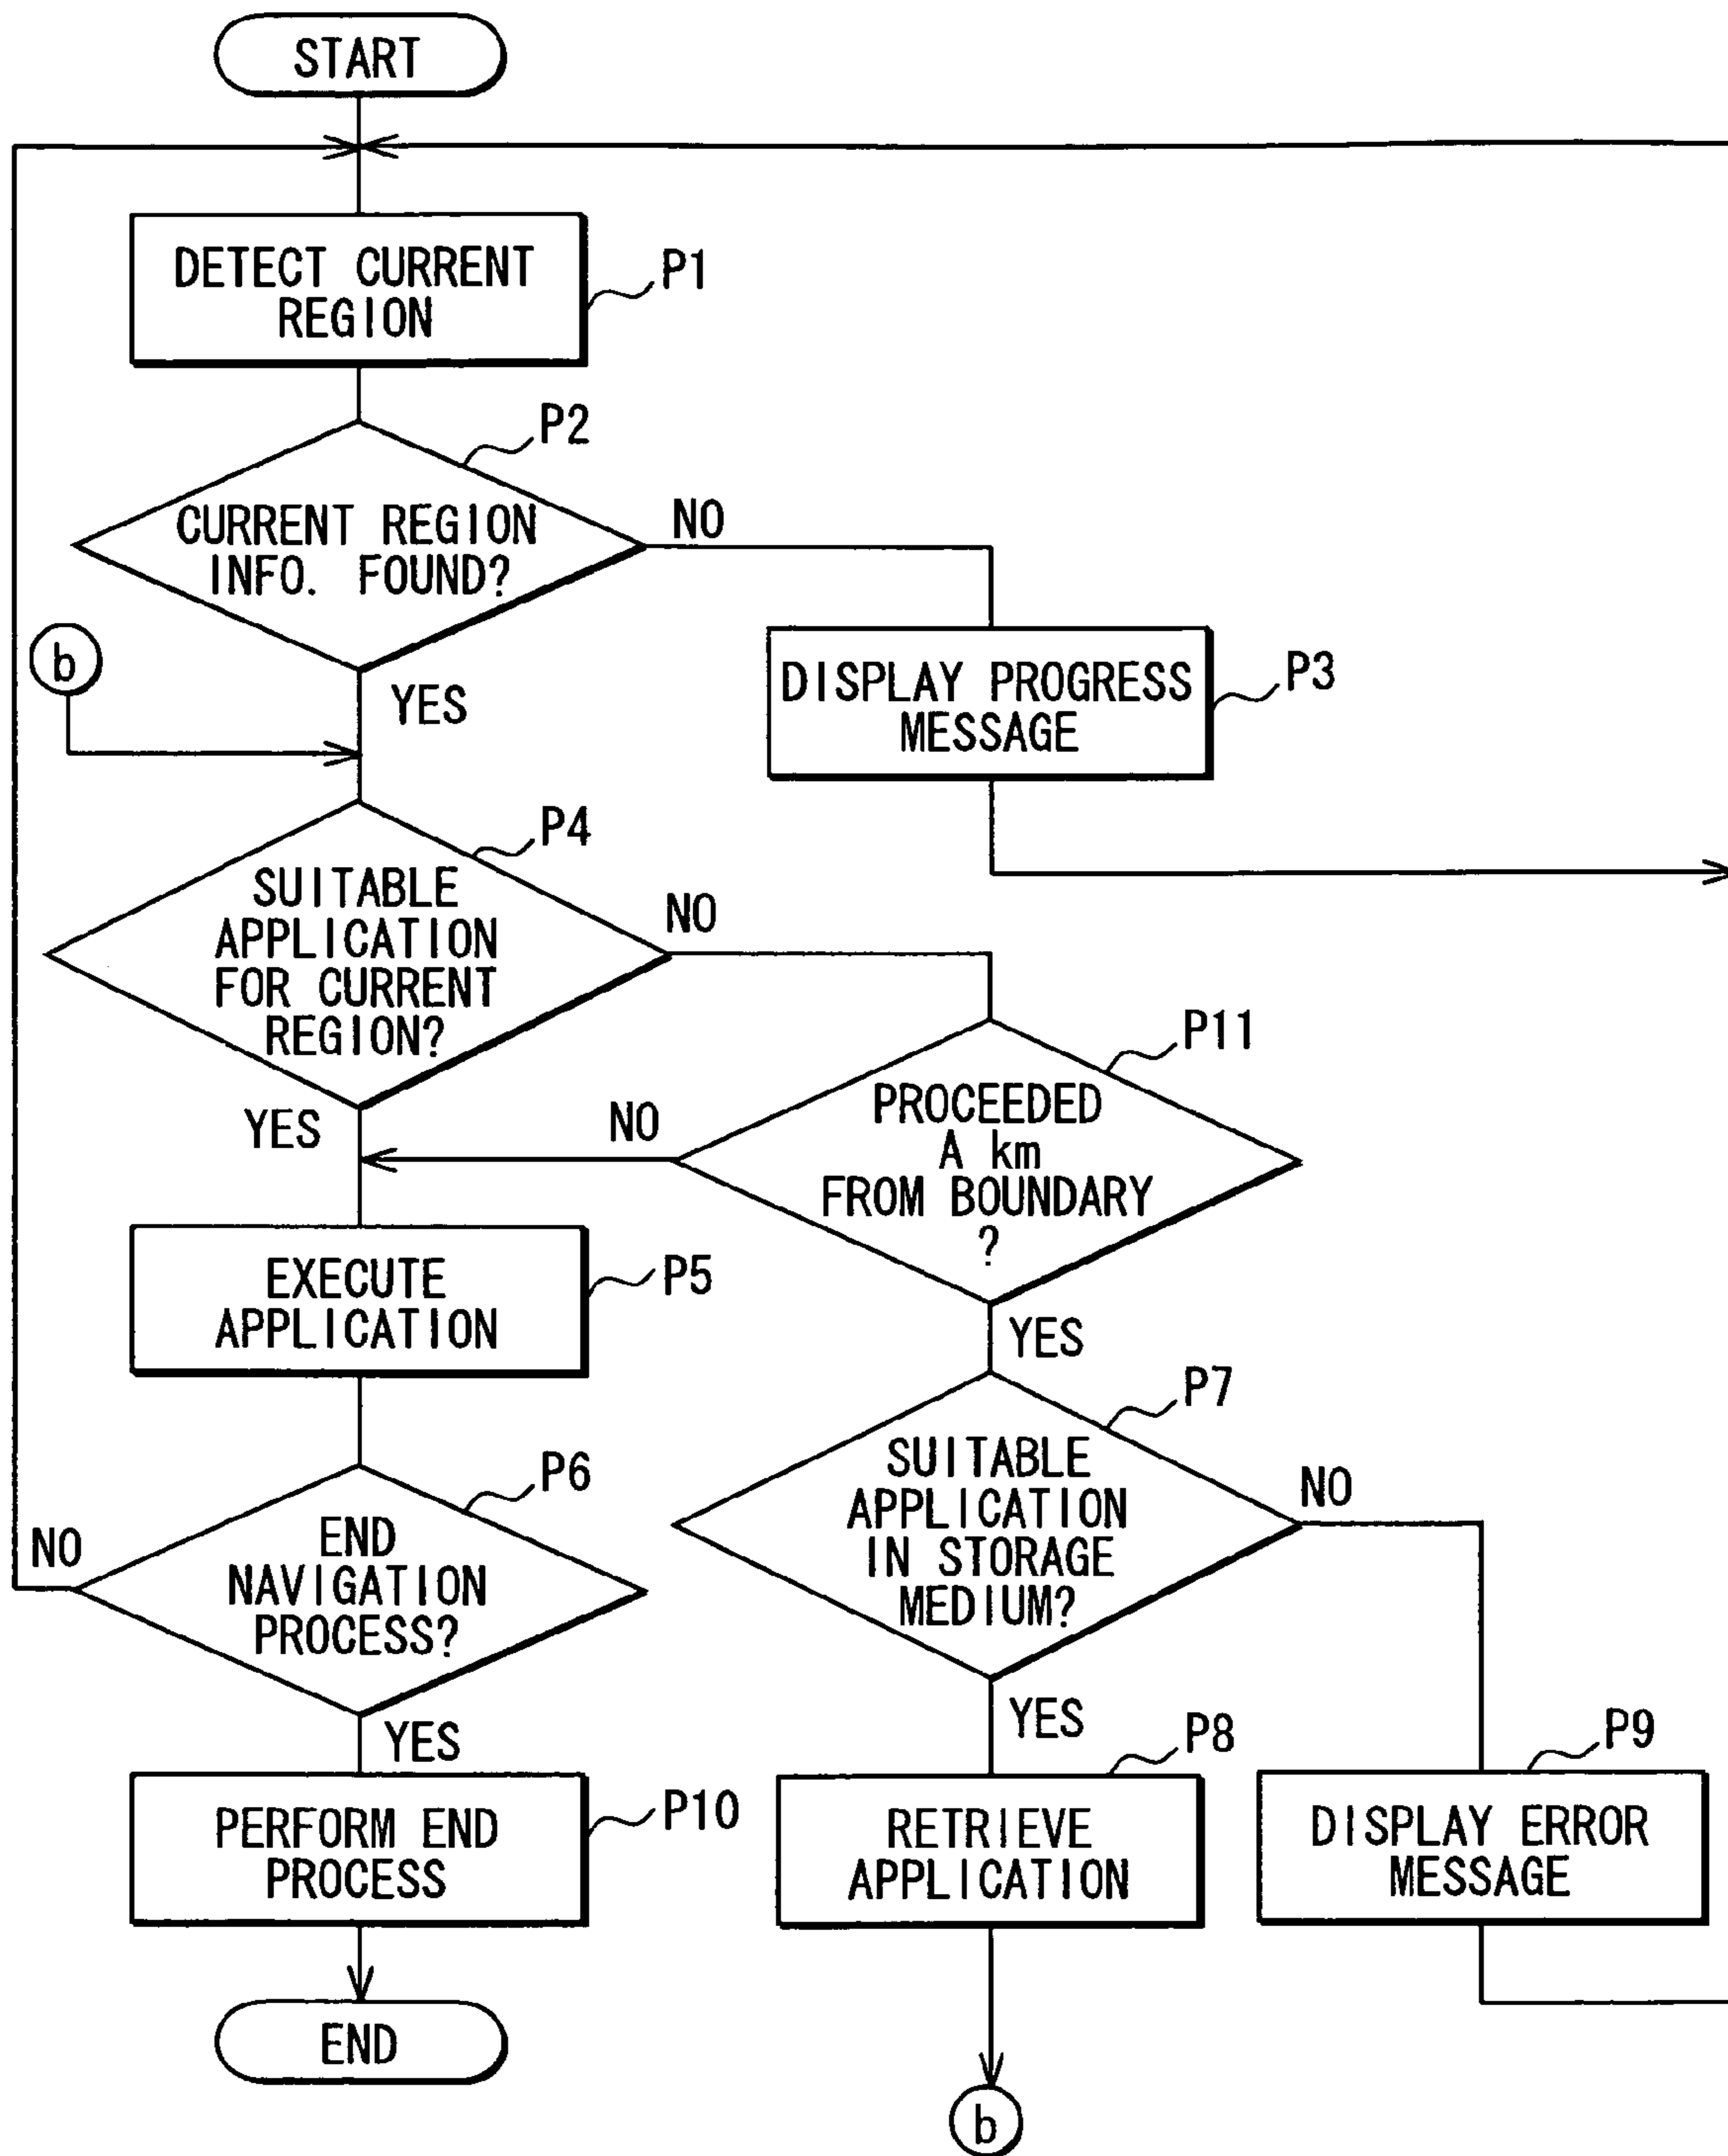 START
DETECT CURRENT
REGION
P1
P2
CURRENT REGION
INFO. FOUND?
NO
b
YES
DISPLAY PROGRESS
MESSAGE
P3
P4
SUITABLE
APPLICATION
FOR CURRENT
REGION?
NO
YES
P11
PROCEEDED
A km
FROM BOUNDARY
?
NO
YES
EXECUTE
APPLICATION
P5
P7
SUITABLE
APPLICATION
IN STORAGE
MEDIUM?
NO
YES
P6
END
NAVIGATION
PROCESS?
NO
YES
P8
RETRIEVE
APPLICATION
P9
DISPLAY ERROR
MESSAGE
PERFORM END
PROCESS
P10
END
b